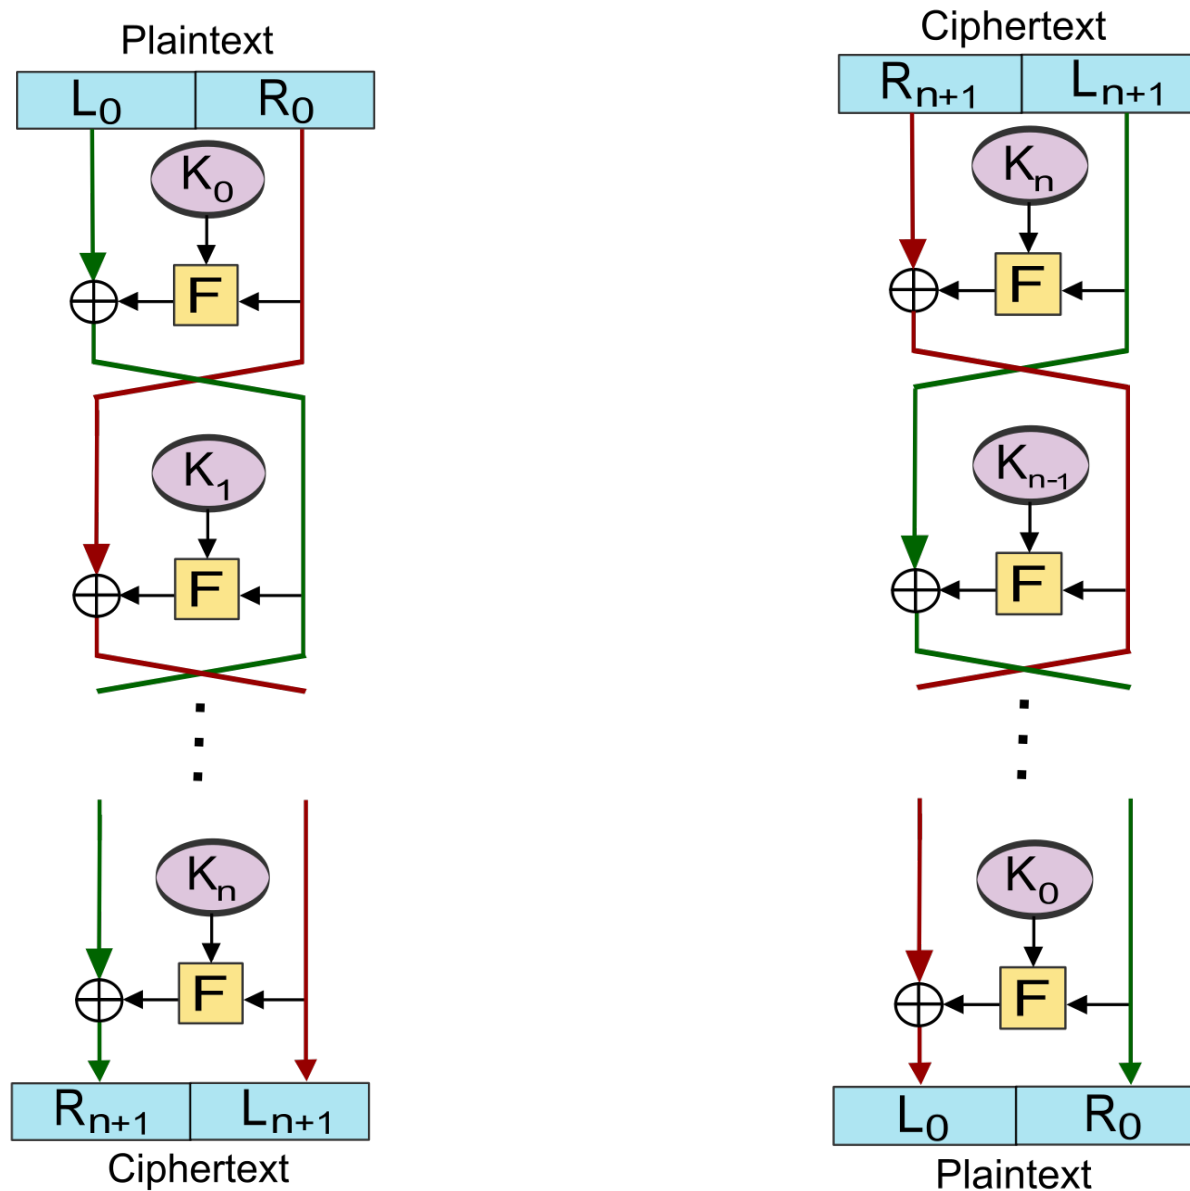 Plaintext
L₀ R₀
K₀
F
K₁
F
Kₙ
F
Rₙ₊₁ Lₙ₊₁
Ciphertext
Ciphertext
Rₙ₊₁ Lₙ₊₁
Kₙ
F
Kₙ₋₁
F
K₀
F
L₀ R₀
Plaintext